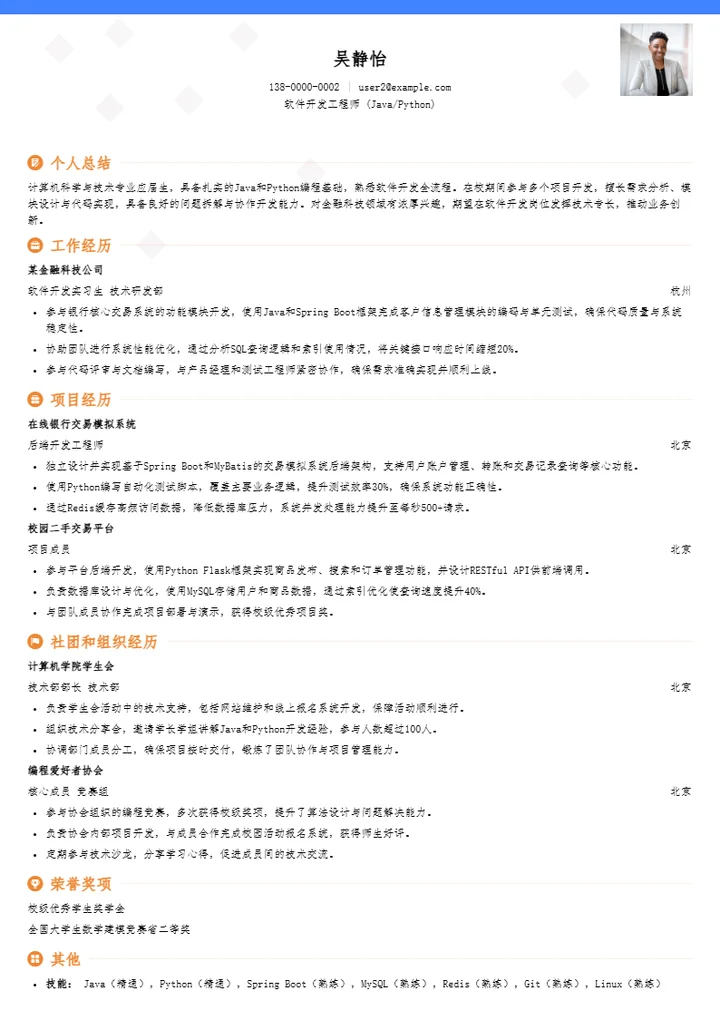 吴静怡
138-0000-0002 | user2@example.com
软件开发工程师 (Java/Python)
个人总结
计算机科学与技术专业应届生，具备扎实的Java和Python编程基础，熟悉软件开发全流程。在校期间参与多个项目开发，擅长需求分析、模
块设计与代码实现，具备良好的问题拆解与协作开发能力。对金融科技领域有浓厚兴趣，期望在软件开发岗位发挥技术专长，推动业务创
新。
工作经历
某金融科技公司
软件开发实习生 技术研发部 杭州
• 参与银行核心交易系统的功能模块开发，使用Java和Spring Boot框架完成客户信息管理模块的编码与单元测试，确保代码质量与系统
稳定性。
• 协助团队进行系统性能优化，通过分析SQL查询逻辑和索引使用情况，将关键接口响应时间缩短20%。
• 参与代码评审与文档编写，与产品经理和测试工程师紧密协作，确保需求准确实现并顺利上线。
项目经历
在线银行交易模拟系统
后端开发工程师 北京
• 独立设计并实现基于Spring Boot和MyBatis的交易模拟系统后端架构，支持用户账户管理、转账和交易记录查询等核心功能。
• 使用Python编写自动化测试脚本，覆盖主要业务逻辑，提升测试效率30%，确保系统功能正确性。
• 通过Redis缓存高频访问数据，降低数据库压力，系统并发处理能力提升至每秒500+请求。
校园二手交易平台
项目成员 北京
• 参与平台后端开发，使用Python Flask框架实现商品发布、搜索和订单管理功能，并设计RESTful API供前端调用。
• 负责数据库设计与优化，使用MySQL存储用户和商品数据，通过索引优化使查询速度提升40%。
• 与团队成员协作完成项目部署与演示，获得校级优秀项目奖。
社团和组织经历
计算机学院学生会
技术部部长 技术部 北京
• 负责学生会活动中的技术支持，包括网站维护和线上报名系统开发，保障活动顺利进行。
• 组织技术分享会，邀请学长学姐讲解Java和Python开发经验，参与人数超过100人。
• 协调部门成员分工，确保项目按时交付，锻炼了团队协作与项目管理能力。
编程爱好者协会
核心成员 竞赛组 北京
• 参与协会组织的编程竞赛，多次获得校级奖项，提升了算法设计与问题解决能力。
• 负责协会内部项目开发，与成员合作完成校园活动报名系统，获得师生好评。
• 定期参与技术沙龙，分享学习心得，促进成员间的技术交流。
荣誉奖项
校级优秀学生奖学金
全国大学生数学建模竞赛省二等奖
其他
• 技能： Java（精通），Python（精通），Spring Boot（熟练），MySQL（熟练），Redis（熟练），Git（熟练），Linux（熟练）